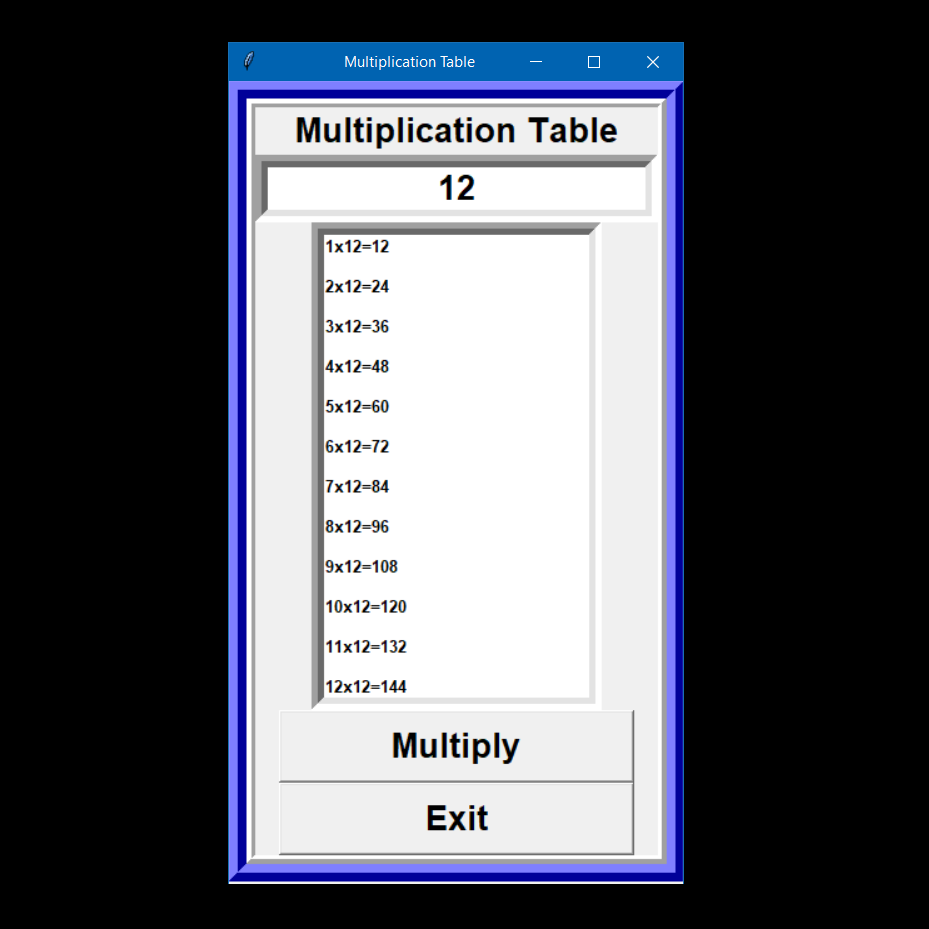 Multiplication Table
Multiplication Table
12
1x12=12
2x12=24
3x12=36
4x12=48
5x12=60
6x12=72
7x12=84
8x12=96
9x12=108
10x12=120
11x12=132
12x12=144
Multiply
Exit